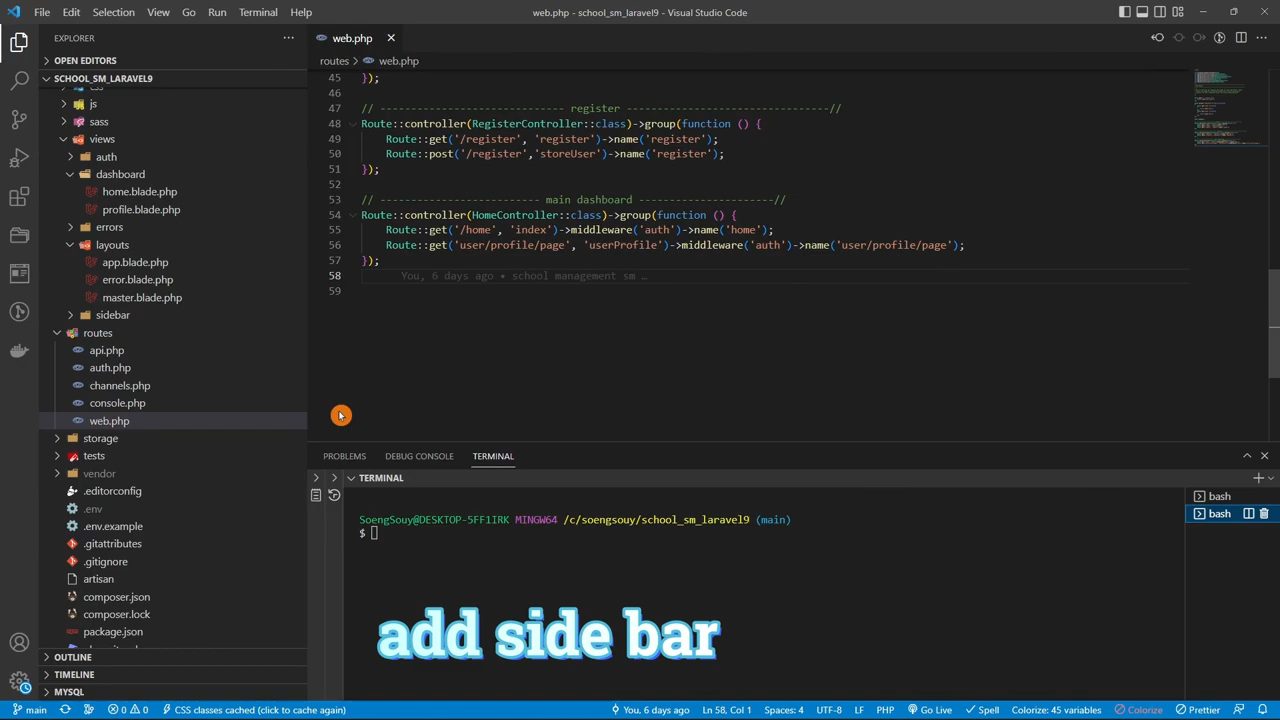 File Edit Selection View Go Run Terminal Help
web.php - school_sm_laravel9 - Visual Studio Code
EXPLORER
OPEN EDITORS
SCHOOL_SM_LARAVEL9
js
sass
views
auth
dashboard
home.blade.php
profile.blade.php
errors
layouts
app.blade.php
error.blade.php
master.blade.php
sidebar
routes
api.php
auth.php
channels.php
console.php
web.php
storage
tests
vendor
.editorconfig
.env
.env.example
.gitattributes
.gitignore
artisan
composer.json
composer.lock
package.json
OUTLINE
TIMELINE
MYSQL
web.php
routes > web.php
45 });
46
47 // ----------------------------- register -----------------------------//
48 Route::controller(RegisterController::class)->group(function () {
49 Route::get('/register', 'register')->name('register');
50 Route::post('/register','storeUser')->name('register');
51 });
52
53 // -------------------------- main dashboard ----------------------//
54 Route::controller(HomeController::class)->group(function () {
55 Route::get('/home', 'index')->middleware('auth')->name('home');
56 Route::get('user/profile/page', 'userProfile')->middleware('auth')->name('user/profile/page');
57 });
58 You, 6 days ago • school management sm …
59
PROBLEMS DEBUG CONSOLE TERMINAL
TERMINAL
SoengSouy@DESKTOP-5FF1IRK MINGW64 /c/soengsouy/school_sm_laravel9 (main)
$
bash
bash
add side bar
main 0 0 CSS classes cached (click to cache again) You, 6 days ago Ln 58, Col 1 Spaces: 4 UTF-8 LF PHP Go Live Spell Colorize: 45 variables Colorize Prettier